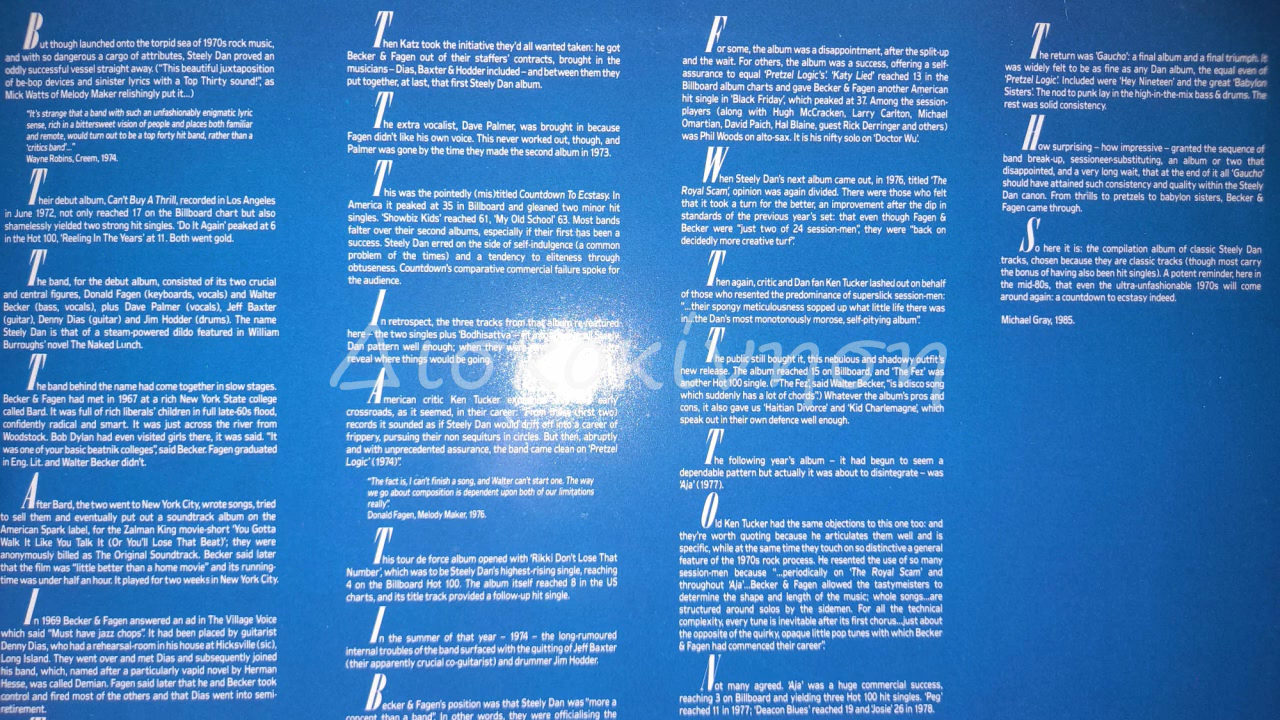 But though launched onto the torpid sea of 1970s rock music,
and with so dangerous a cargo of attributes, Steely Dan proved an
oddly successful vessel straight away. ("This beautiful juxtaposition
of be-bop devices and sinister lyrics with a Top Thirty sound!", as
Mick Watts of Melody Maker relishingly put it...)
"It's strange that a band with such an unfashionably enigmatic lyric
sense, rich in a bittersweet vision of people and places both familiar
and remote, would turn out to be a top forty hit band, rather than a
'critics band'..."
Wayne Robins, Creem, 1974.
Their debut album, Can't Buy A Thrill, recorded in Los Angeles
in June 1972, not only reached 17 on the Billboard chart but also
shamelessly yielded two strong hit singles. 'Do It Again' peaked at 6
in the Hot 100, 'Reeling In The Years' at 11. Both went gold.
The band, for the debut album, consisted of its two crucial
and central figures, Donald Fagen (keyboards, vocals) and Walter
Becker (bass, vocals), plus Dave Palmer (vocals), Jeff Baxter
(guitar), Denny Dias (guitar) and Jim Hodder (drums). The name
Steely Dan is that of a steam-powered dildo featured in William
Burroughs' novel The Naked Lunch.
The band behind the name had come together in slow stages.
Becker & Fagen had met in 1967 at a rich New York State college
called Bard. It was full of rich liberals' children in full late-60s flood,
confidently radical and smart. It was just across the river from
Woodstock. Bob Dylan had even visited girls there, it was said. "It
was one of your basic beatnik colleges", said Becker. Fagen graduated
in Eng. Lit. and Walter Becker didn't.
After Bard, the two went to New York City, wrote songs, tried
to sell them and eventually put out a soundtrack album on the
American Spark label, for the Zalman King movie-short 'You Gotta
Walk It Like You Talk It (Or You'll Lose That Beat)'; they were
anonymously billed as The Original Soundtrack. Becker said later
that the film was "little better than a home movie" and its running-
time was under half an hour. It played for two weeks in New York City.
In 1969 Becker & Fagen answered an ad in The Village Voice
which said "Must have jazz chops". It had been placed by guitarist
Denny Dias, who had a rehearsal-room in his house at Hicksville (sic),
Long Island. They went over and met Dias and subsequently joined
his band, which, named after a particularly vapid novel by Herman
Hesse, was called Demian. Fagen said later that he and Becker took
control and fired most of the others and that Dias went into semi-
retirement.
Then Katz took the initiative they'd all wanted taken: he got
Becker & Fagen out of their staffers' contracts, brought in the
musicians – Dias, Baxter & Hodder included – and between them they
put together, at last, that first Steely Dan album.
The extra vocalist, Dave Palmer, was brought in because
Fagen didn't like his own voice. This never worked out, though, and
Palmer was gone by the time they made the second album in 1973.
This was the pointedly (mis)titled Countdown To Ecstasy. In
America it peaked at 35 in Billboard and gleaned two minor hit
singles. 'Showbiz Kids' reached 61, 'My Old School' 63. Most bands
falter over their second albums, especially if their first has been a
success. Steely Dan erred on the side of self-indulgence (a common
problem of the times) and a tendency to eliteness through
obtuseness. Countdown's comparative commercial failure spoke for
the audience.
In retrospect, the three tracks from that album re-featured
here – the two singles plus 'Bodhisattva' – Steely
Dan pattern well enough; when they
reveal where things would be going.
American critic Ken Tucker early
crossroads, as it seemed, in their career: "From these (first two)
records it sounded as if Steely Dan would drift off into a career of
frippery, pursuing their non sequiturs in circles. But then, abruptly
and with unprecedented assurance, the band came clean on 'Pretzel
Logic' (1974)".
"The fact is, I can't finish a song, and Walter can't start one. The way
we go about composition is dependent upon both of our limitations
really".
Donald Fagen, Melody Maker, 1976.
This tour de force album opened with 'Rikki Don't Lose That
Number', which was to be Steely Dan's highest-rising single, reaching
4 on the Billboard Hot 100. The album itself reached 8 in the US
charts, and its title track provided a follow-up hit single.
In the summer of that year – 1974 – the long-rumoured
internal troubles of the band surfaced with the quitting of Jeff Baxter
(their apparently crucial co-guitarist) and drummer Jim Hodder.
Becker & Fagen's position was that Steely Dan was "more a
concept than a band". In other words, they were officialising the
For some, the album was a disappointment, after the split-up
and the wait. For others, the album was a success, offering a self-
assurance to equal 'Pretzel Logic's'. 'Katy Lied' reached 13 in the
Billboard album charts and gave Becker & Fagen another American
hit single in 'Black Friday', which peaked at 37. Among the session-
players (along with Hugh McCracken, Larry Carlton, Michael
Omartian, David Paich, Hal Blaine, guest Rick Derringer and others)
was Phil Woods on alto-sax. It is his nifty solo on 'Doctor Wu'.
When Steely Dan's next album came out, in 1976, titled 'The
Royal Scam', opinion was again divided. There were those who felt
that it took a turn for the better, an improvement after the dip in
standards of the previous year's set: that even though Fagen &
Becker were "just two of 24 session-men", they were "back on
decidedly more creative turf".
Then again, critic and Dan fan Ken Tucker lashed out on behalf
of those who resented the predominance of superslick session-men:
"...their spongy meticulousness sopped up what little life there was
in...the Dan's most monotonously morose, self-pitying album".
The public still bought it, this nebulous and shadowy outfit's
new release. The album reached 15 on Billboard, and 'The Fez' was
another Hot 100 single. ("'The Fez', said Walter Becker, "is a disco song
which suddenly has a lot of chords".) Whatever the album's pros and
cons, it also gave us 'Haitian Divorce' and 'Kid Charlemagne', which
speak out in their own defence well enough.
The following year's album – it had begun to seem a
dependable pattern but actually it was about to disintegrate – was
'Aja' (1977).
Old Ken Tucker had the same objections to this one too: and
they're worth quoting because he articulates them well and is
specific, while at the same time they touch on so distinctive a general
feature of the 1970s rock process. He resented the use of so many
session-men because "...periodically on 'The Royal Scam' and
throughout 'Aja'...Becker & Fagen allowed the tastymeisters to
determine the shape and length of the music; whole songs...are
structured around solos by the sidemen. For all the technical
complexity, every tune is inevitable after its first chorus...just about
the opposite of the quirky, opaque little pop tunes with which Becker
& Fagen had commenced their career".
Not many agreed. 'Aja' was a huge commercial success,
reaching 3 on Billboard and yielding three Hot 100 hit singles. 'Peg'
reached 11 in 1977; 'Deacon Blues' reached 19 and 'Josie' 26 in 1978.
The return was 'Gaucho': a final album and a final triumph. It
was widely felt to be as fine as any Dan album, the equal even of
'Pretzel Logic'. Included were 'Hey Nineteen' and the great 'Babylon
Sisters'. The nod to punk lay in the high-in-the-mix bass & drums. The
rest was solid consistency.
How surprising – how impressive – granted the sequence of
band break-up, sessioneer-substituting, an album or two that
disappointed, and a very long wait, that at the end of it all 'Gaucho'
should have attained such consistency and quality within the Steely
Dan canon. From thrills to pretzels to babylon sisters, Becker &
Fagen came through.
So here it is: the compilation album of classic Steely Dan
tracks, chosen because they are classic tracks (though most carry
the bonus of having also been hit singles). A potent reminder, here in
the mid-80s, that even the ultra-unfashionable 1970s will come
around again: a countdown to ecstasy indeed.
Michael Gray, 1985.